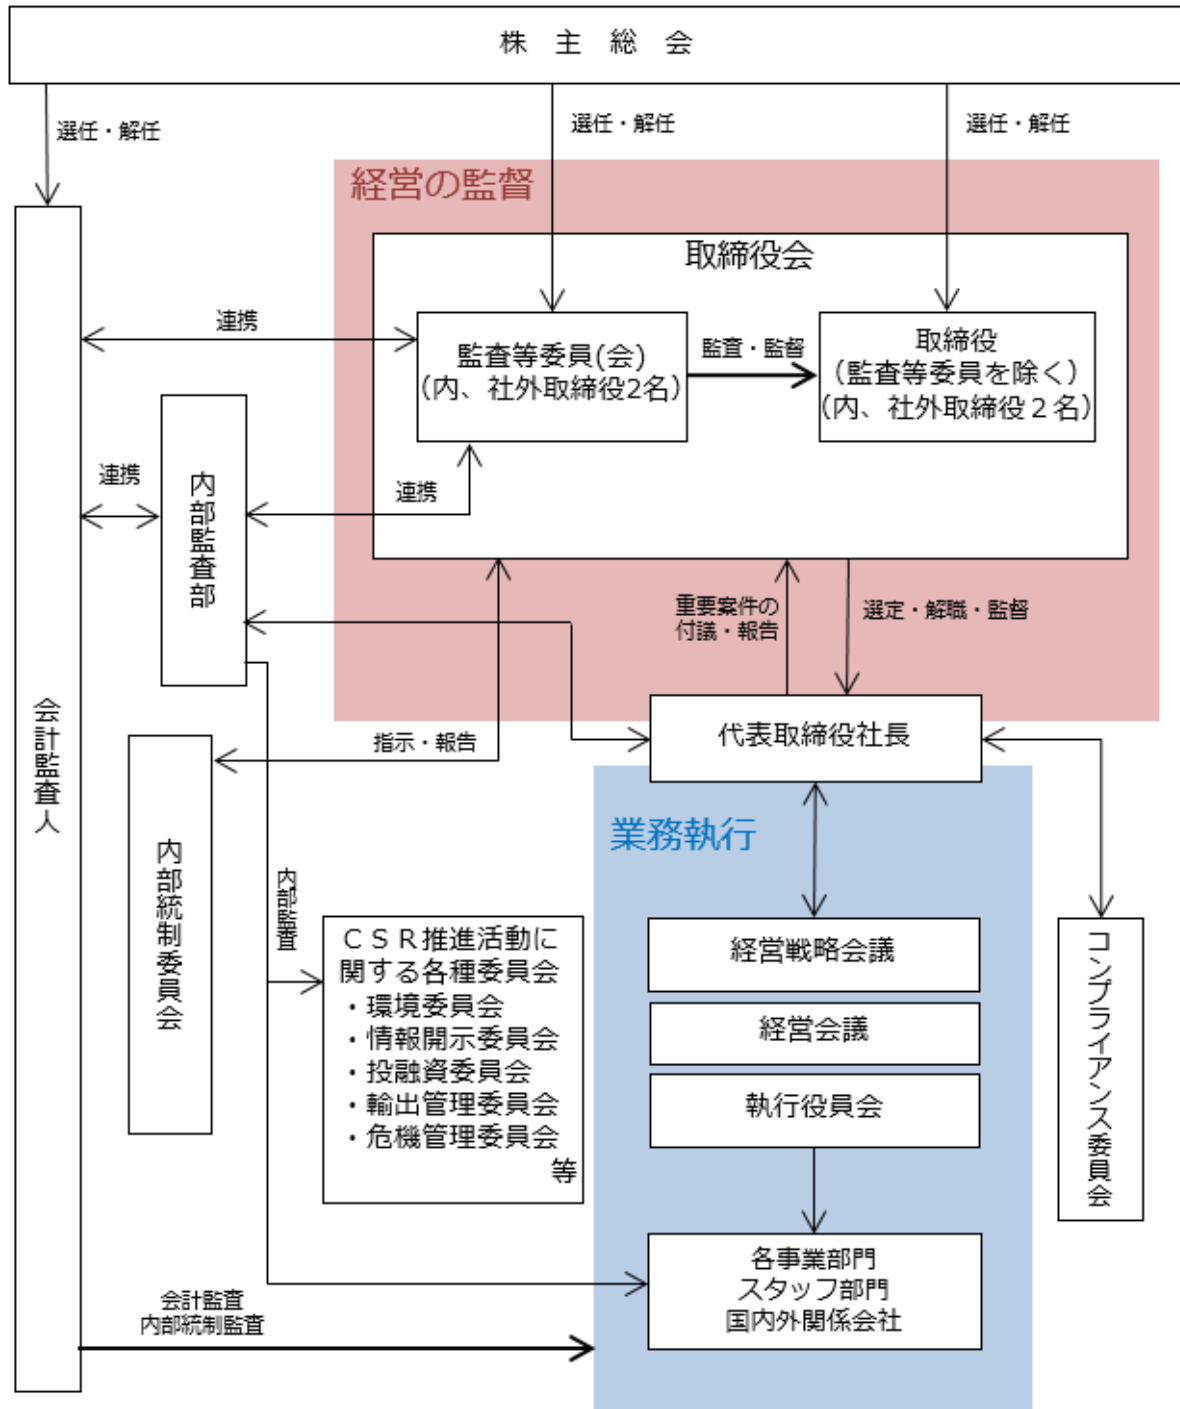 株 主 総 会
選任・解任
選任・解任
選任・解任
経営の監督
取締役会
連携
監査等委員(会)
(内、社外取締役2名)
監査・監督
取締役
(監査等委員を除く)
(内、社外取締役２名)
連携
内部監査部
連携
重要案件の
付議・報告
選定・解職・監督
会計監査人
指示・報告
代表取締役社長
内部統制委員会
業務執行
内部監査
ＣＳＲ推進活動に
関する各種委員会
・環境委員会
・情報開示委員会
・投融資委員会
・輸出管理委員会
・危機管理委員会
等
経営戦略会議
経営会議
執行役員会
コンプライアンス委員会
各事業部門
スタッフ部門
国内外関係会社
会計監査
内部統制監査